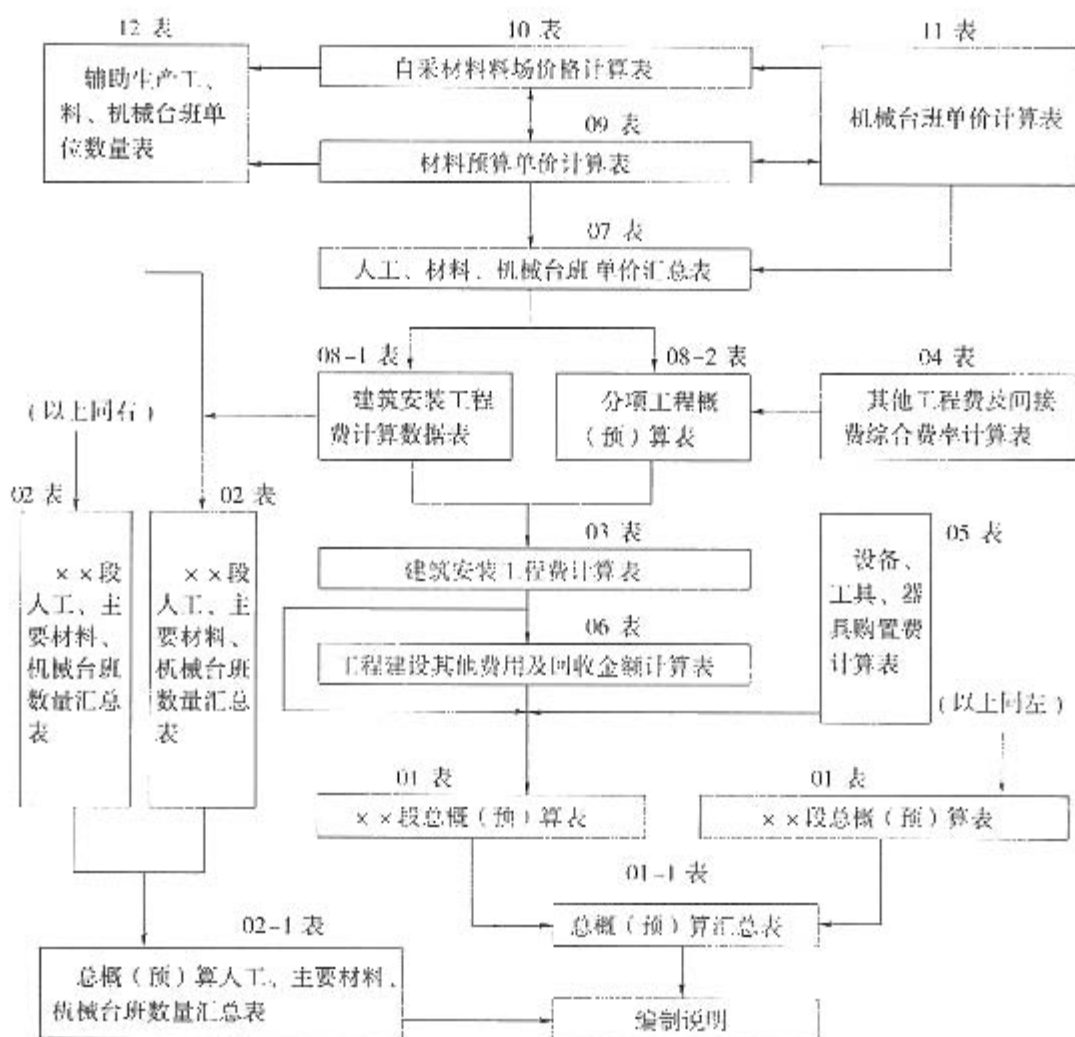 12 表
10 表
11 表
辅助生产工、
料、机械台班单
位数量表
自采材料料场价格计算表
09 表
材料预算单价计算表
机械台班单价计算表
07 表
人工、材料、机械台班单价汇总表
08-1 表
08-2 表
04 表
(以上同右)
建筑安装工程
费计算数据表
分项工程概
(预)算表
其他工程费及间接
费综合费率计算表
02 表
02 表
××段
人工、主
要材料、
机械台班
数量汇总
表
××段
人工、主
要材料、
机械台班
数量汇总
表
03 表
建筑安装工程费计算表
06 表
工程建设其他费用及回收金额计算表
05 表
设备、
工具、器
具购置费
计算表
(以上同左)
01 表
××段总概(预)算表
01 表
××段总概(预)算表
01-1 表
总概(预)算汇总表
02-1 表
总概(预)算人工、主要材料、
机械台班数量汇总表
编制说明